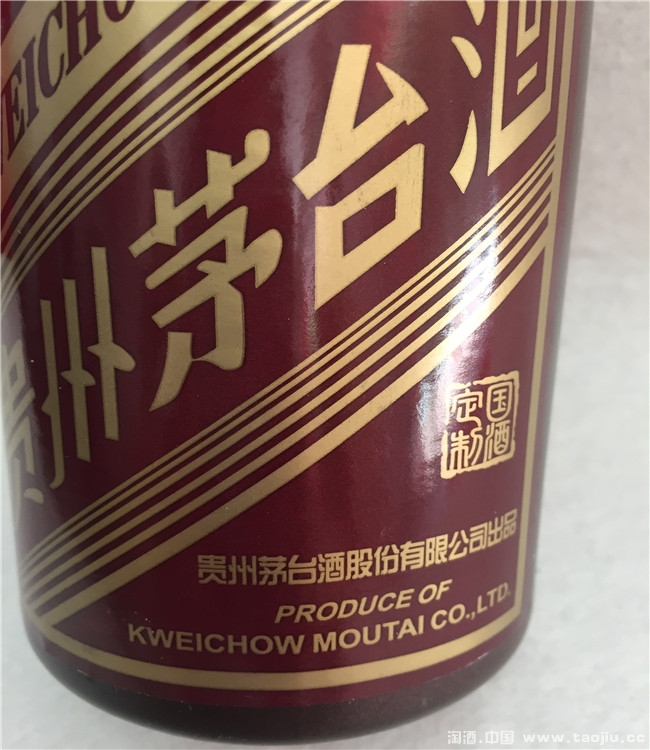 EICHO
贵州茅台酒
国酒
定制
贵州茅台酒股份有限公司出品
PRODUCE OF
KWEICHOW MOUTAI CO.,LTD.
淘酒.中国 www.taojiu.cc